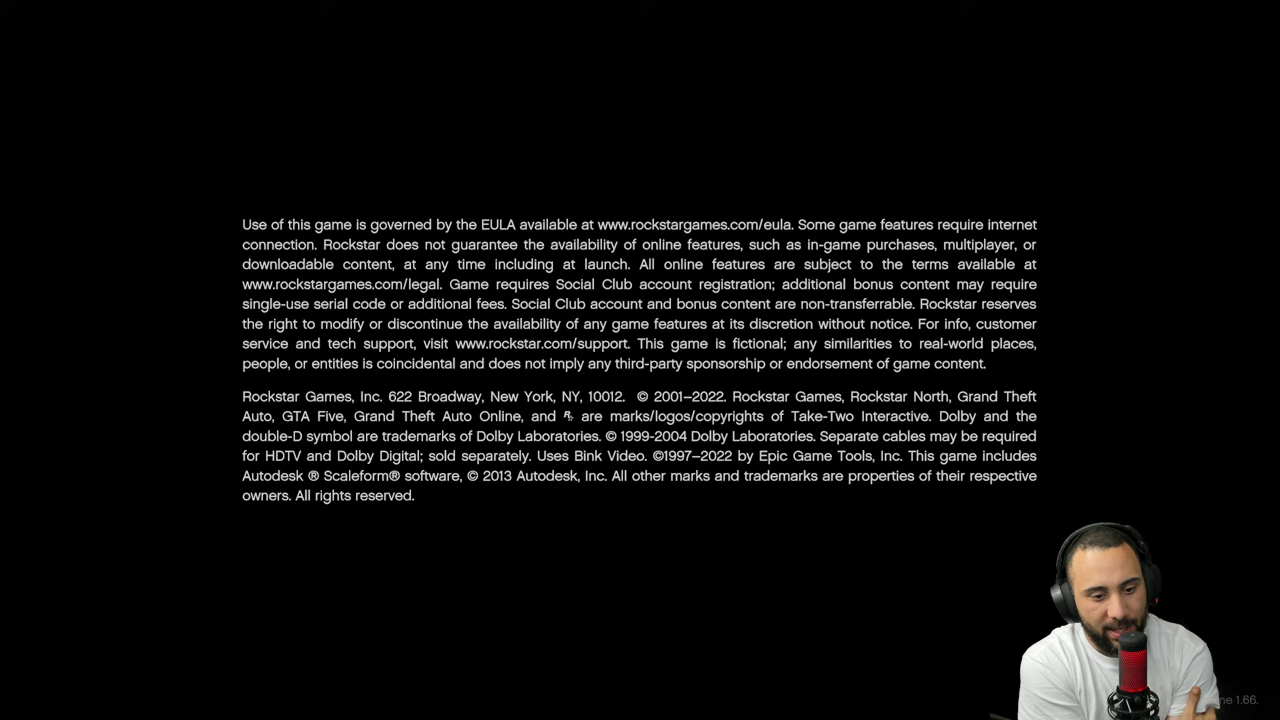 Use of this game is governed by the EULA available at www.rockstargames.com/eula. Some game features require internet
connection. Rockstar does not guarantee the availability of online features, such as in-game purchases, multiplayer, or
downloadable content, at any time including at launch. All online features are subject to the terms available at
www.rockstargames.com/legal. Game requires Social Club account registration; additional bonus content may require
single-use serial code or additional fees. Social Club account and bonus content are non-transferrable. Rockstar reserves
the right to modify or discontinue the availability of any game features at its discretion without notice. For info, customer
service and tech support, visit www.rockstar.com/support. This game is fictional; any similarities to real-world places,
people, or entities is coincidental and does not imply any third-party sponsorship or endorsement of game content.
Rockstar Games, Inc. 622 Broadway, New York, NY, 10012. © 2001–2022. Rockstar Games, Rockstar North, Grand Theft
Auto, GTA Five, Grand Theft Auto Online, and R* are marks/logos/copyrights of Take-Two Interactive. Dolby and the
double-D symbol are trademarks of Dolby Laboratories. © 1999-2004 Dolby Laboratories. Separate cables may be required
for HDTV and Dolby Digital; sold separately. Uses Bink Video. ©1997–2022 by Epic Game Tools, Inc. This game includes
Autodesk ® Scaleform® software, © 2013 Autodesk, Inc. All other marks and trademarks are properties of their respective
owners. All rights reserved.
1.66.